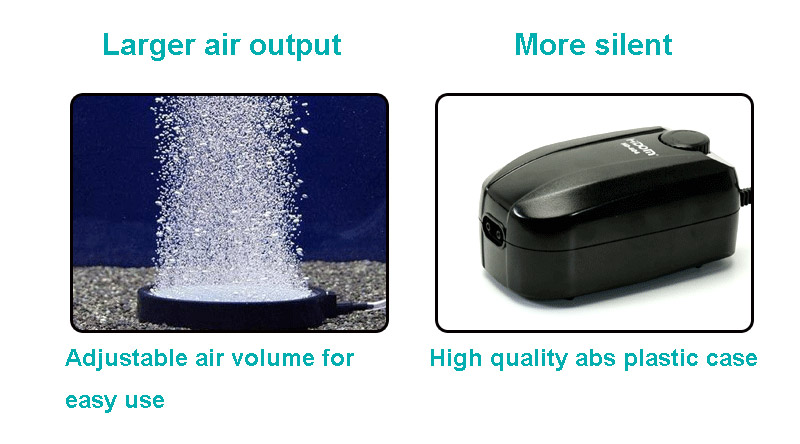 Larger air output
More silent
Adjustable air volume for
easy use
High quality abs plastic case